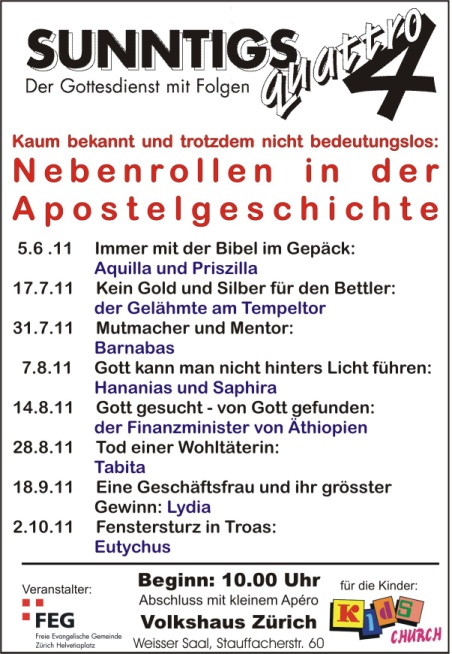 SUNNTIGS
quattro 4
Der Gottesdienst mit Folgen
Kaum bekannt und trotzdem nicht bedeutungslos:
Nebenrollen in der
Apostelgeschichte
5.6 .11 Immer mit der Bibel im Gepäck:
Aquilla und Priszilla
17.7.11 Kein Gold und Silber für den Bettler:
der Gelähmte am Tempeltor
31.7.11 Mutmacher und Mentor:
Barnabas
7.8.11 Gott kann man nicht hinters Licht führen:
Hananias und Saphira
14.8.11 Gott gesucht - von Gott gefunden:
der Finanzminister von Äthiopien
28.8.11 Tod einer Wohltäterin:
Tabita
18.9.11 Eine Geschäftsfrau und ihr grösster
Gewinn: Lydia
2.10.11 Fenstersturz in Troas:
Eutychus
Veranstalter:
FEG
Freie Evangelische Gemeinde
Zürich Helvetiaplatz
Beginn: 10.00 Uhr
Abschluss mit kleinem Apéro
Volkshaus Zürich
Weisser Saal, Stauffacherstr. 60
für die Kinder:
KidS
CHURCH